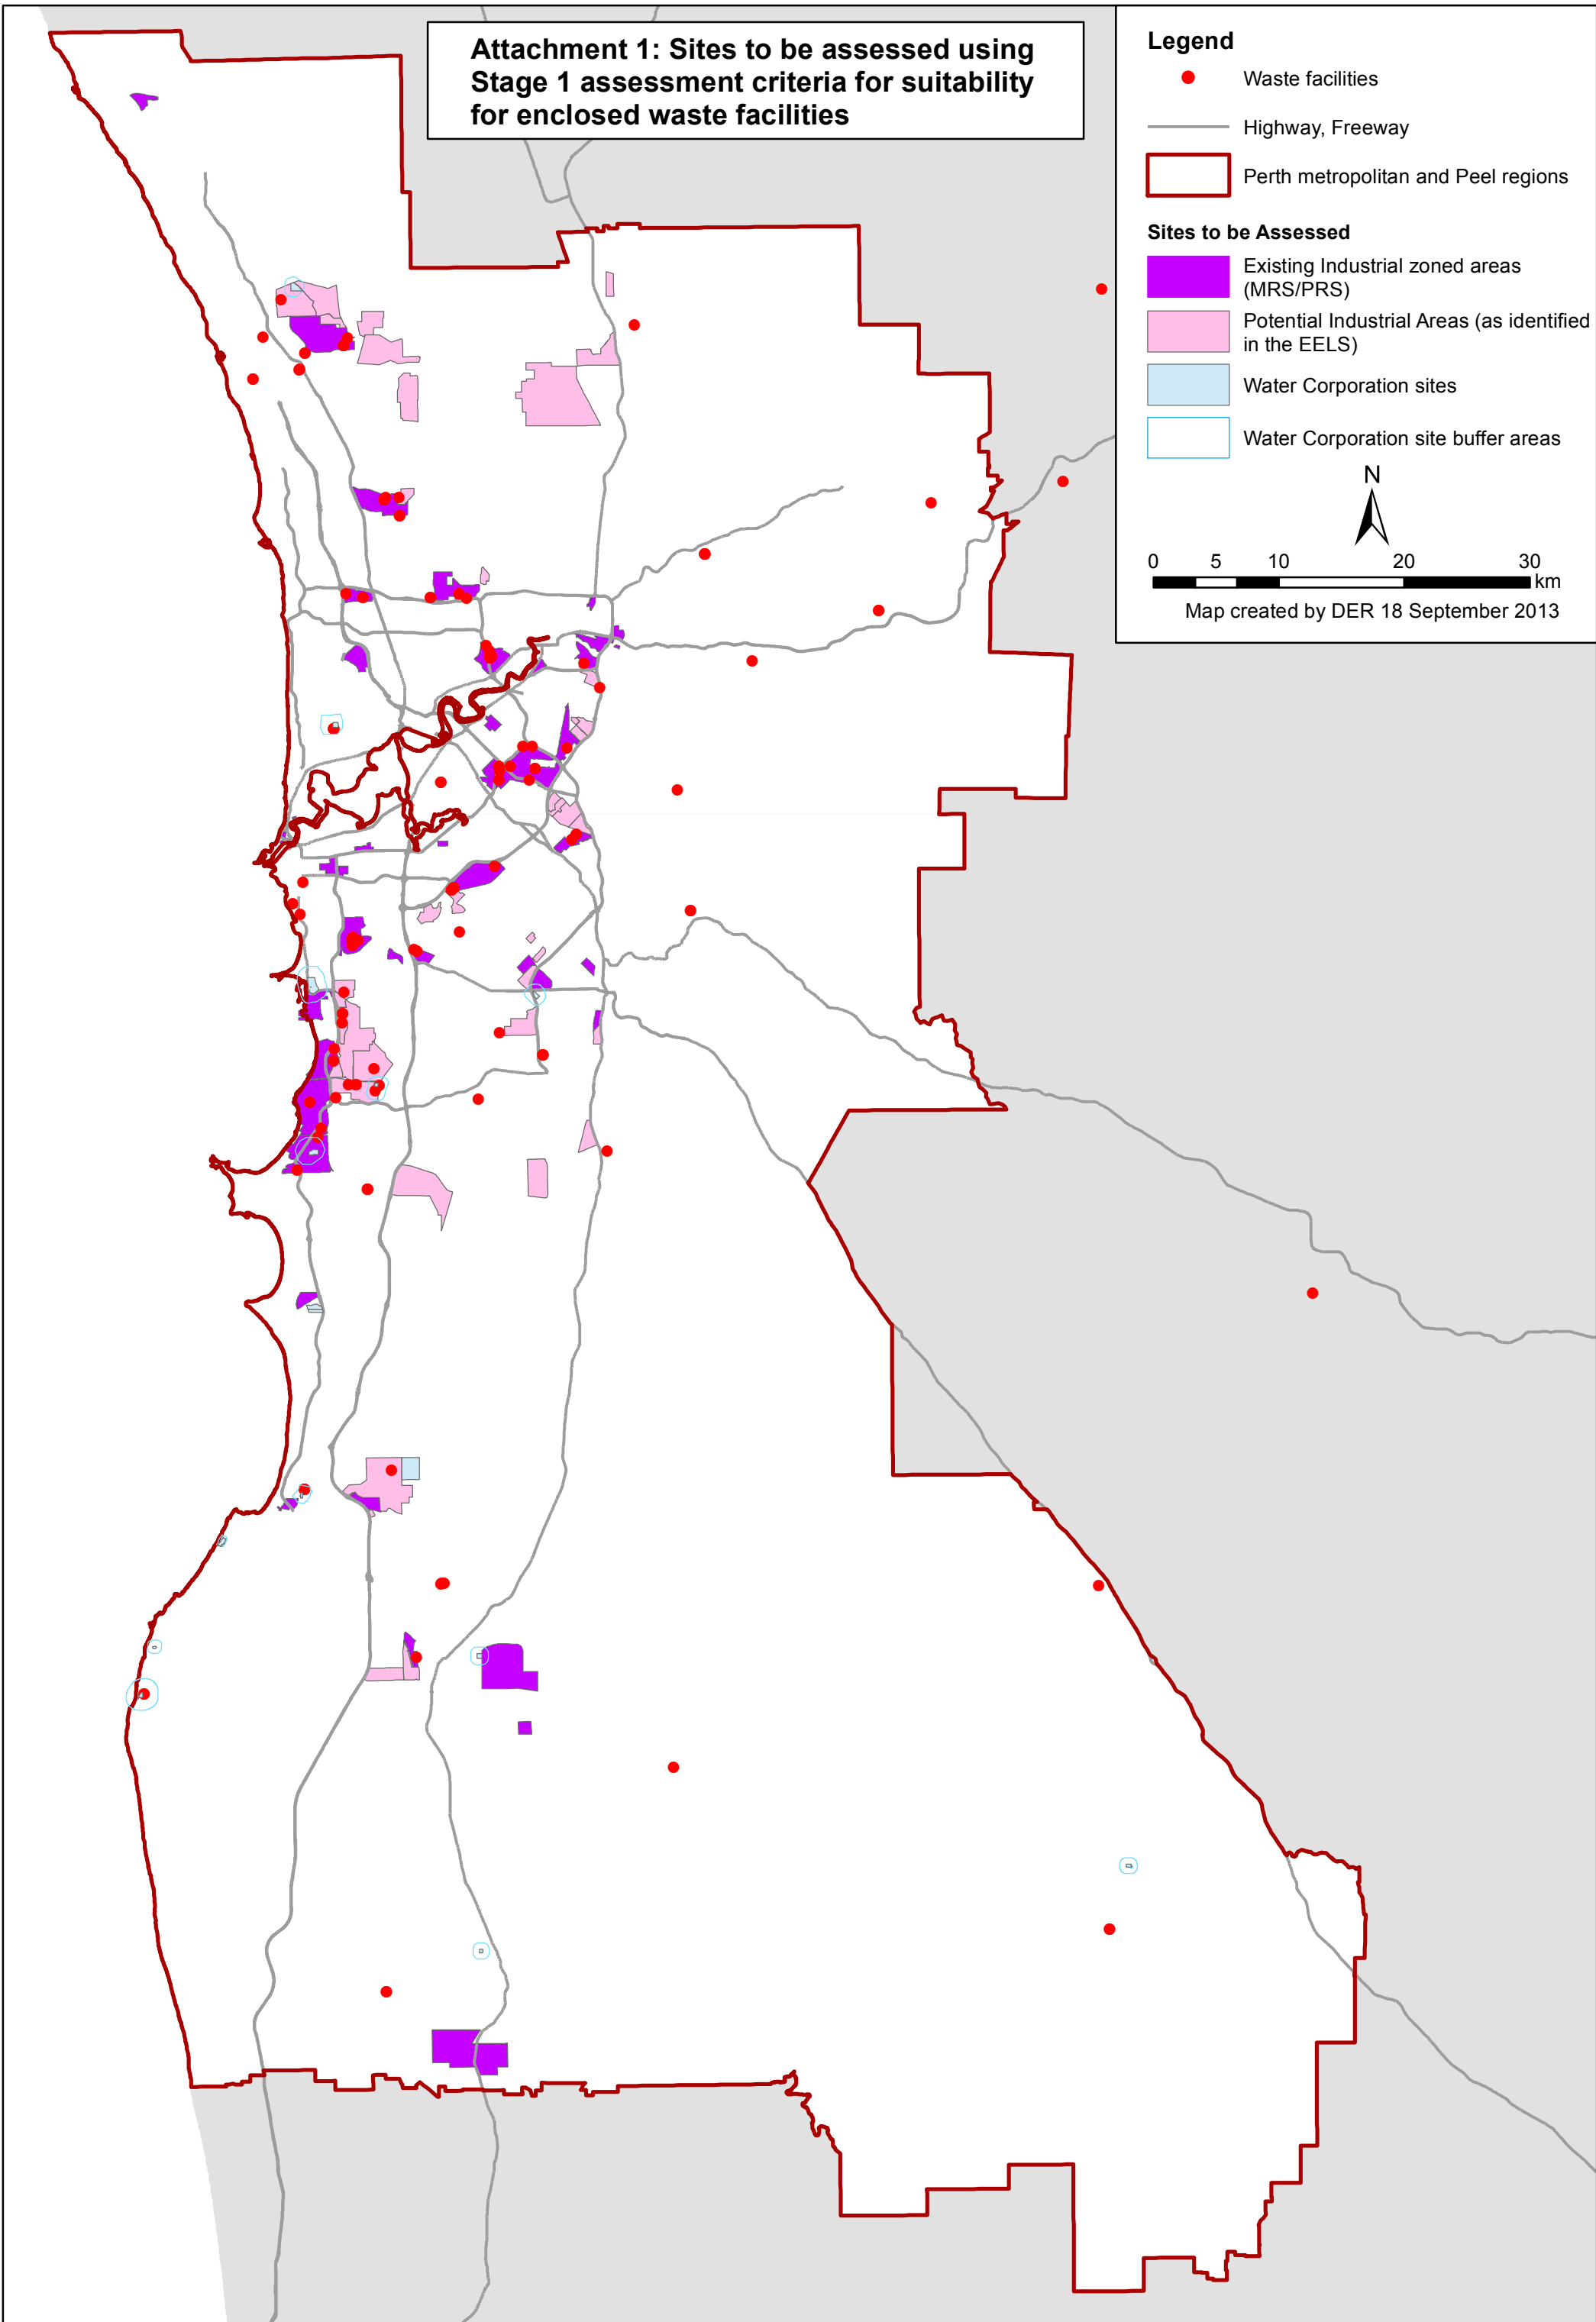 Attachment 1: Sites to be assessed using
Stage 1 assessment criteria for suitability
for enclosed waste facilities
Legend
Waste facilities
Highway, Freeway
Perth metropolitan and Peel regions
Sites to be Assessed
Existing Industrial zoned areas
(MRS/PRS)
Potential Industrial Areas (as identified
in the EELS)
Water Corporation sites
Water Corporation site buffer areas
N
0 5 10 20 30
km
Map created by DER 18 September 2013